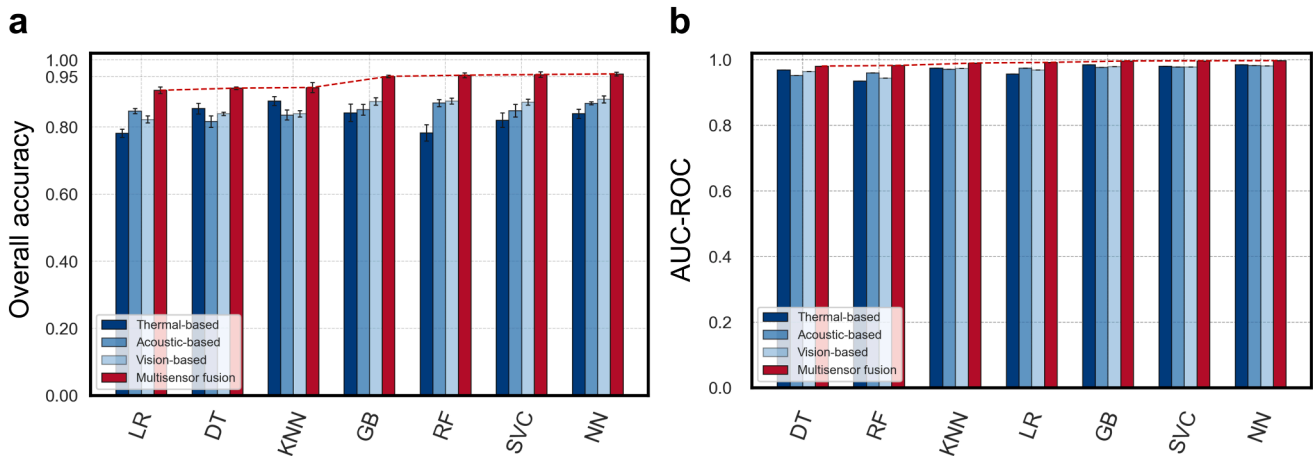 a
Overall accuracy
1.00
0.95
0.80
0.60
0.40
0.20
0.00
Thermal-based
Acoustic-based
Vision-based
Multisensor fusion
LR
DT
KNN
GB
RF
SVC
NN
b
AUC-ROC
1.0
0.8
0.6
0.4
0.2
0.0
Thermal-based
Acoustic-based
Vision-based
Multisensor fusion
DT
RF
KNN
LR
GB
SVC
NN